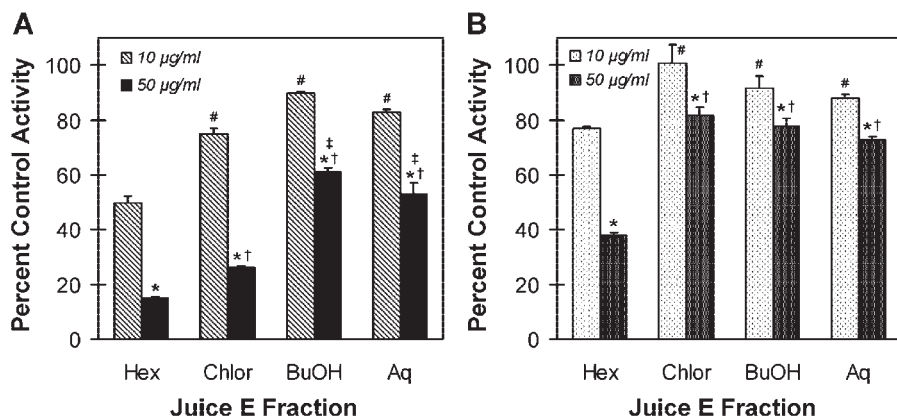 A
Percent Control Activity
100
80
60
40
20
0
10 µg/ml
50 µg/ml
#
#
#
‡
*†
‡
*†
*†
*
Hex Chlor BuOH Aq
Juice E Fraction
B
Percent Control Activity
100
80
60
40
20
0
10 µg/ml
50 µg/ml
#
#
#
*†
*†
*†
*
Hex Chlor BuOH Aq
Juice E Fraction